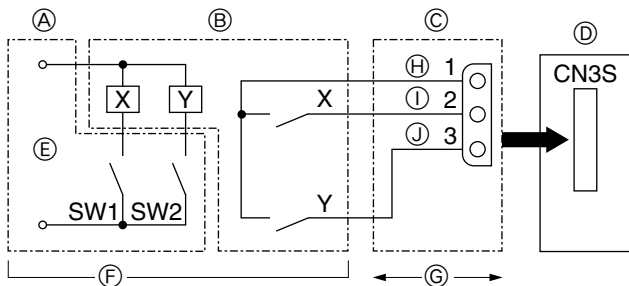 Ⓐ Ⓑ Ⓒ Ⓓ
CN3S
Ⓗ 1
X Y X Ⓘ 2
Ⓔ Ⓙ 3
SW1 SW2 Y
Ⓕ Ⓖ